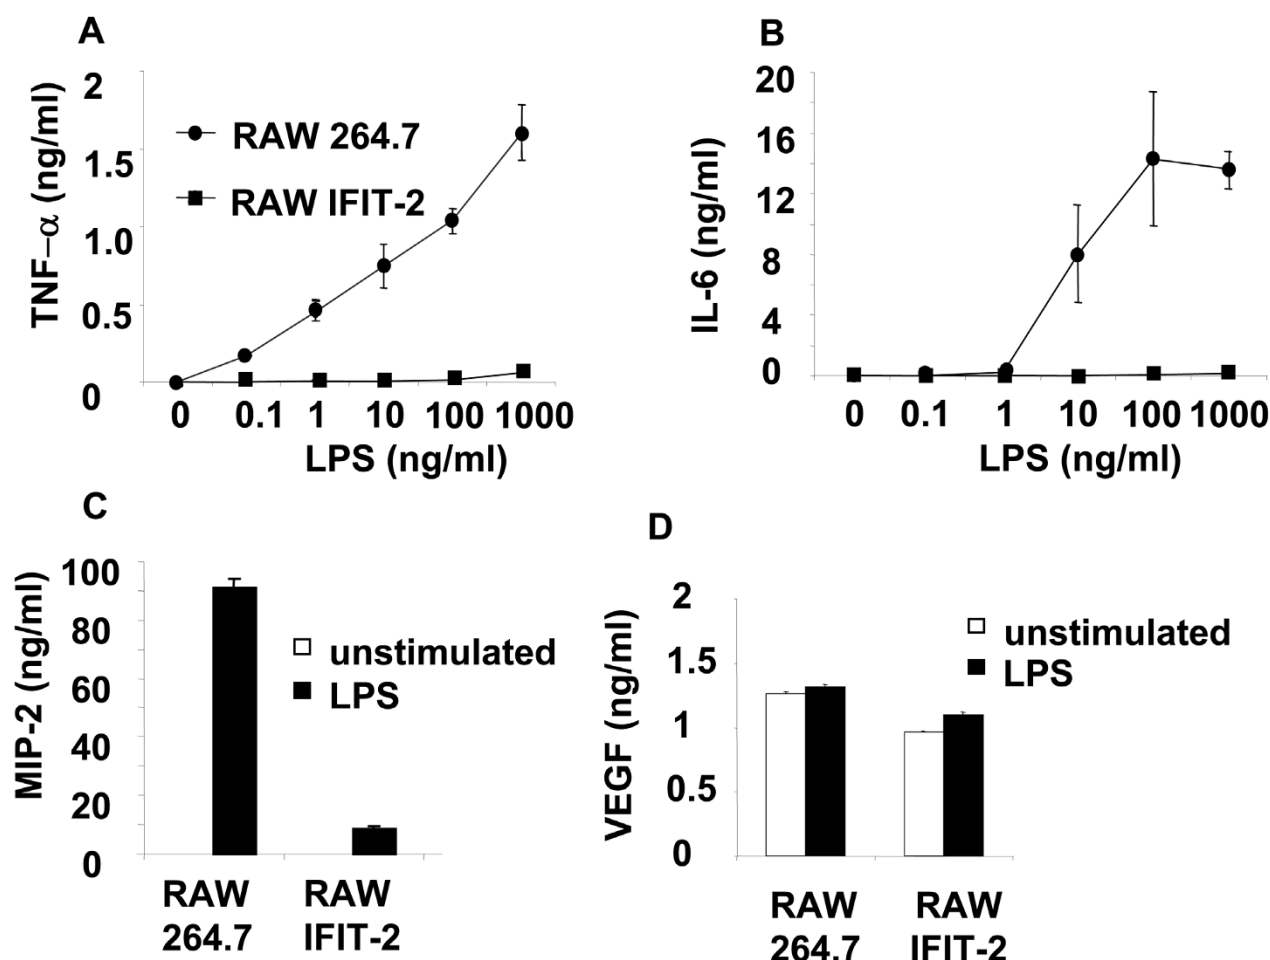 A
TNF–α (ng/ml)
2
1.5
1.0
0.5
0
RAW 264.7
RAW IFIT-2
0 0.1 1 10 100 1000
LPS (ng/ml)
B
IL-6 (ng/ml)
20
16
12
8
4
0
0 0.1 1 10 100 1000
LPS (ng/ml)
C
MIP-2 (ng/ml)
100
80
60
40
20
0
unstimulated
LPS
RAW RAW
264.7 IFIT-2
D
VEGF (ng/ml)
2
1.5
1
0.5
0
unstimulated
LPS
RAW RAW
264.7 IFIT-2